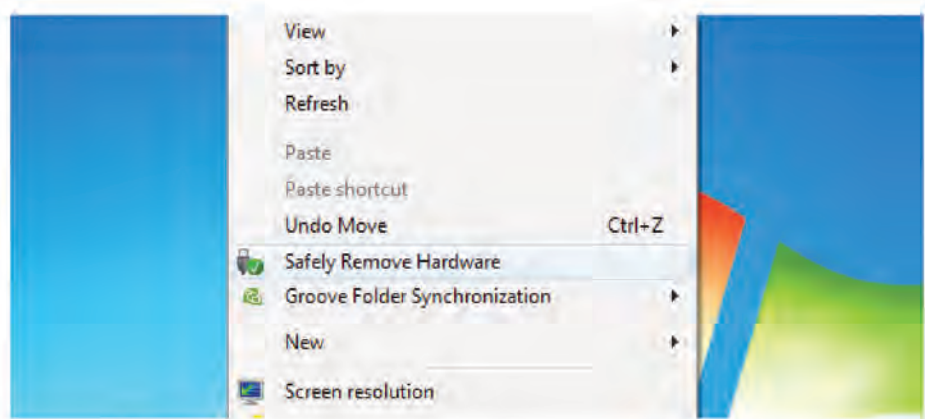 View
Sort by
Refresh
Paste
Paste shortcut
Undo Move Ctrl+Z
Safely Remove Hardware
Groove Folder Synchronization
New
Screen resolution